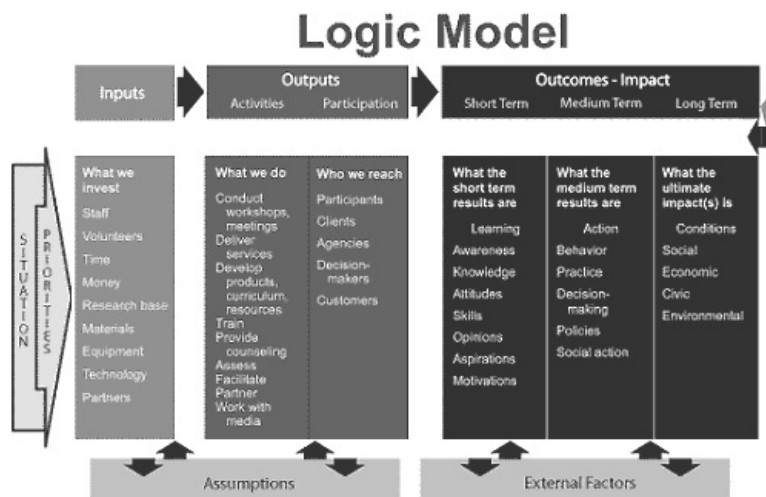 Logic Model
Inputs
Outputs
Activities
Participation
Outcomes - Impact
Short Term
Medium Term
Long Term
SITUATION
PRIORITIES
What we
invest
Staff
Volunteers
Time
Money
Research base
Materials
Equipment
Technology
Partners
What we do
Conduct
workshops,
meetings
Deliver
services
Develop
products,
curriculum,
resources
Train
Provide
counseling
Assess
Facilitate
Partner
Work with
media
Who we reach
Participants
Clients
Agencies
Decision-
makers
Customers
What the
short term
results are
Learning
Awareness
Knowledge
Attitudes
Skills
Opinions
Aspirations
Motivations
What the
medium term
results are
Action
Behavior
Practice
Decision-
making
Policies
Social action
What the
ultimate
impact(s) is
Conditions
Social
Economic
Civic
Environmental
Assumptions
External Factors